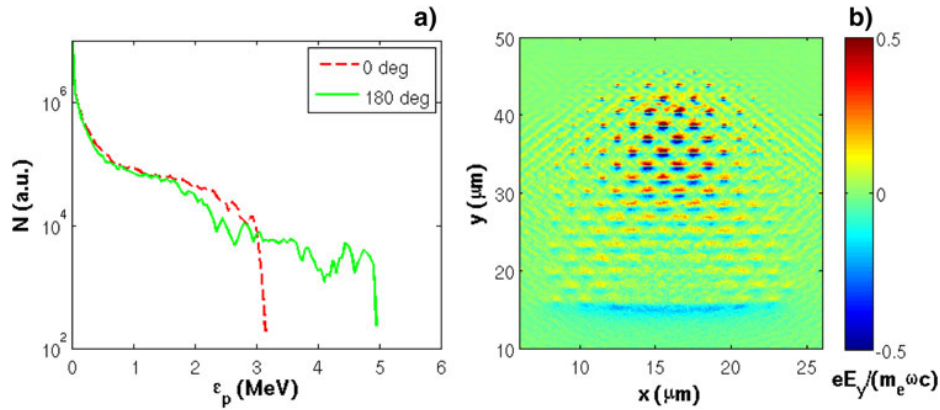 a)
0 deg
180 deg
N (a.u.)
10^6
10^4
10^2
0 1 2 3 4 5 6
ε_p (MeV)
b)
y (μm)
50
40
30
20
10
10 15 20 25
x (μm)
0.5
0
-0.5
eE_y/(m_eωc)